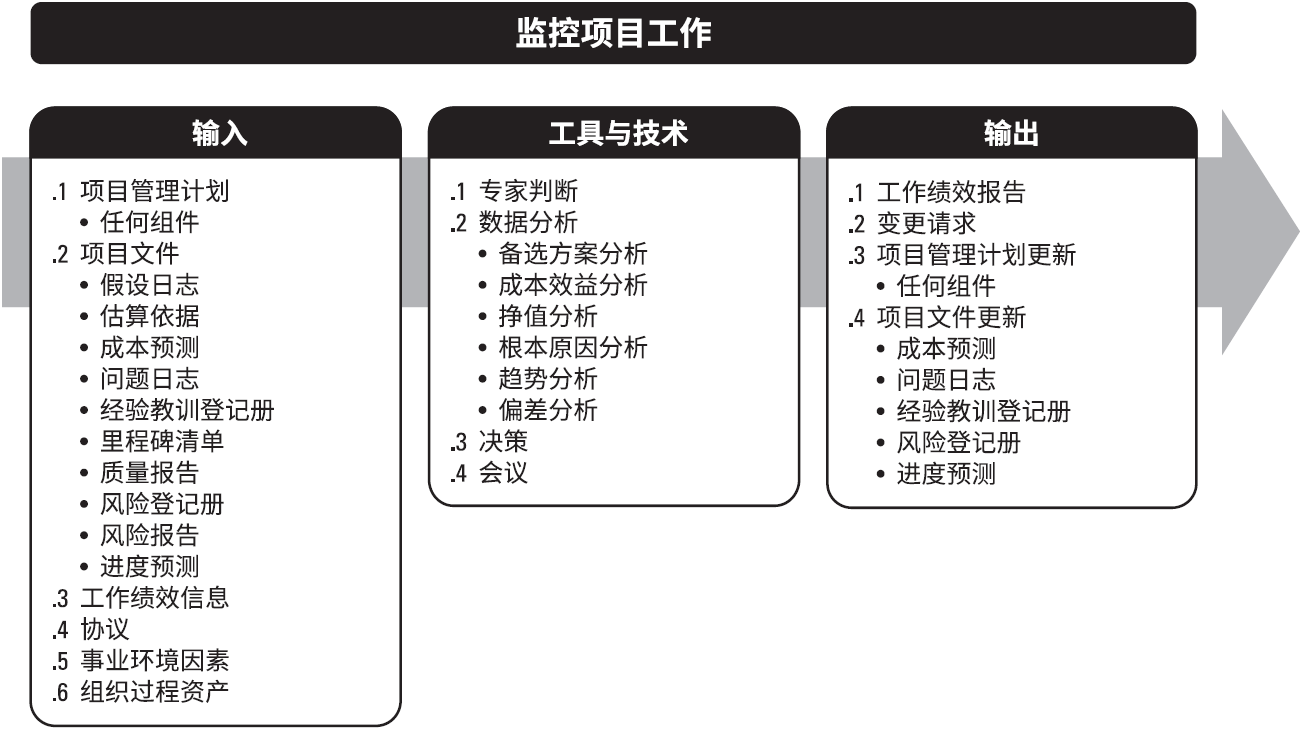 监控项目工作
输入
.1 项目管理计划
• 任何组件
.2 项目文件
• 假设日志
• 估算依据
• 成本预测
• 问题日志
• 经验教训登记册
• 里程碑清单
• 质量报告
• 风险登记册
• 风险报告
• 进度预测
.3 工作绩效信息
.4 协议
.5 事业环境因素
.6 组织过程资产
工具与技术
.1 专家判断
.2 数据分析
• 备选方案分析
• 成本效益分析
• 挣值分析
• 根本原因分析
• 趋势分析
• 偏差分析
.3 决策
.4 会议
输出
.1 工作绩效报告
.2 变更请求
.3 项目管理计划更新
• 任何组件
.4 项目文件更新
• 成本预测
• 问题日志
• 经验教训登记册
• 风险登记册
• 进度预测